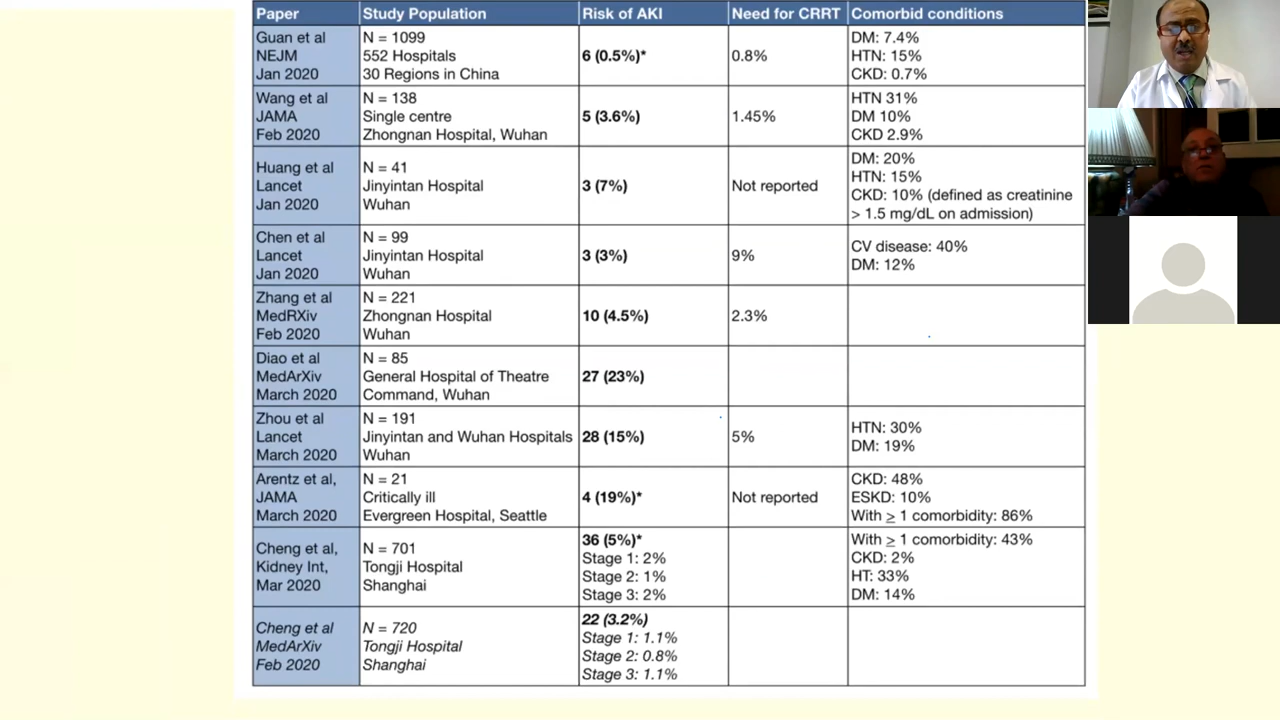 Paper Study Population Risk of AKI Need for CRRT Comorbid conditions
Guan et al
NEJM
Jan 2020
N = 1099
552 Hospitals
30 Regions in China
6 (0.5%)*
0.8%
DM: 7.4%
HTN: 15%
CKD: 0.7%
Wang et al
JAMA
Feb 2020
N = 138
Single centre
Zhongnan Hospital, Wuhan
5 (3.6%)
1.45%
HTN 31%
DM 10%
CKD 2.9%
Huang et al
Lancet
Jan 2020
N = 41
Jinyintan Hospital
Wuhan
3 (7%)
Not reported
DM: 20%
HTN: 15%
CKD: 10% (defined as creatinine
> 1.5 mg/dL on admission)
Chen et al
Lancet
Jan 2020
N = 99
Jinyintan Hospital
Wuhan
3 (3%)
9%
CV disease: 40%
DM: 12%
Zhang et al
MedRXiv
Feb 2020
N = 221
Zhongnan Hospital
Wuhan
10 (4.5%)
2.3%
Diao et al
MedArXiv
March 2020
N = 85
General Hospital of Theatre
Command, Wuhan
27 (23%)
Zhou et al
Lancet
March 2020
N = 191
Jinyintan and Wuhan Hospitals
Wuhan
28 (15%)
5%
HTN: 30%
DM: 19%
Arentz et al,
JAMA
March 2020
N = 21
Critically ill
Evergreen Hospital, Seattle
4 (19%)*
Not reported
CKD: 48%
ESKD: 10%
With ≥ 1 comorbidity: 86%
Cheng et al,
Kidney Int,
Mar 2020
N = 701
Tongji Hospital
Shanghai
36 (5%)*
Stage 1: 2%
Stage 2: 1%
Stage 3: 2%
With ≥ 1 comorbidity: 43%
CKD: 2%
HT: 33%
DM: 14%
Cheng et al
MedArXiv
Feb 2020
N = 720
Tongji Hospital
Shanghai
22 (3.2%)
Stage 1: 1.1%
Stage 2: 0.8%
Stage 3: 1.1%